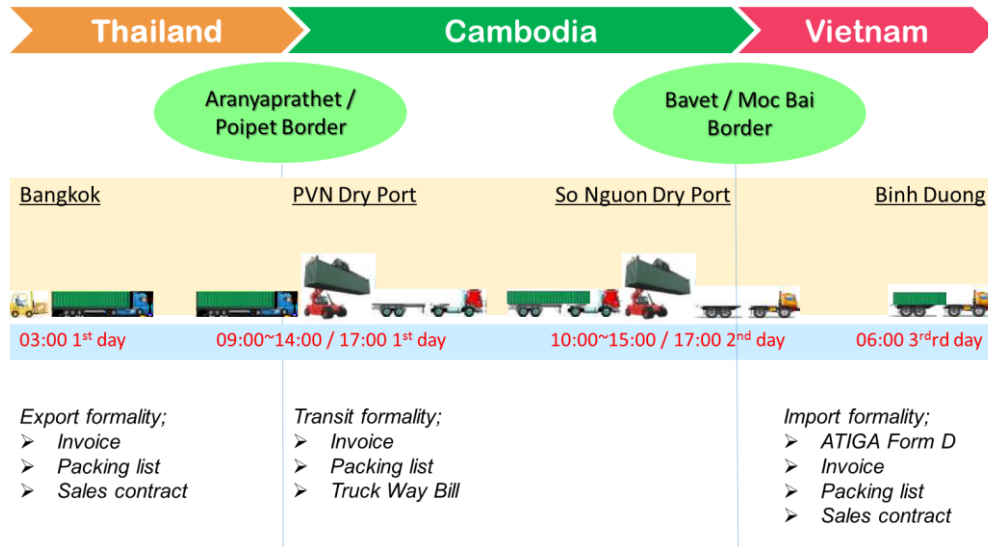 Thailand
Cambodia
Vietnam
Aranyaprathet /
Poipet Border
Bavet / Moc Bai
Border
Bangkok
PVN Dry Port
So Nguon Dry Port
Binh Duong
03:00 1st day
09:00~14:00 / 17:00 1st day
10:00~15:00 / 17:00 2nd day
06:00 3rdrd day
Export formality;
➢ Invoice
➢ Packing list
➢ Sales contract
Transit formality;
➢ Invoice
➢ Packing list
➢ Truck Way Bill
Import formality;
➢ ATIGA Form D
➢ Invoice
➢ Packing list
➢ Sales contract